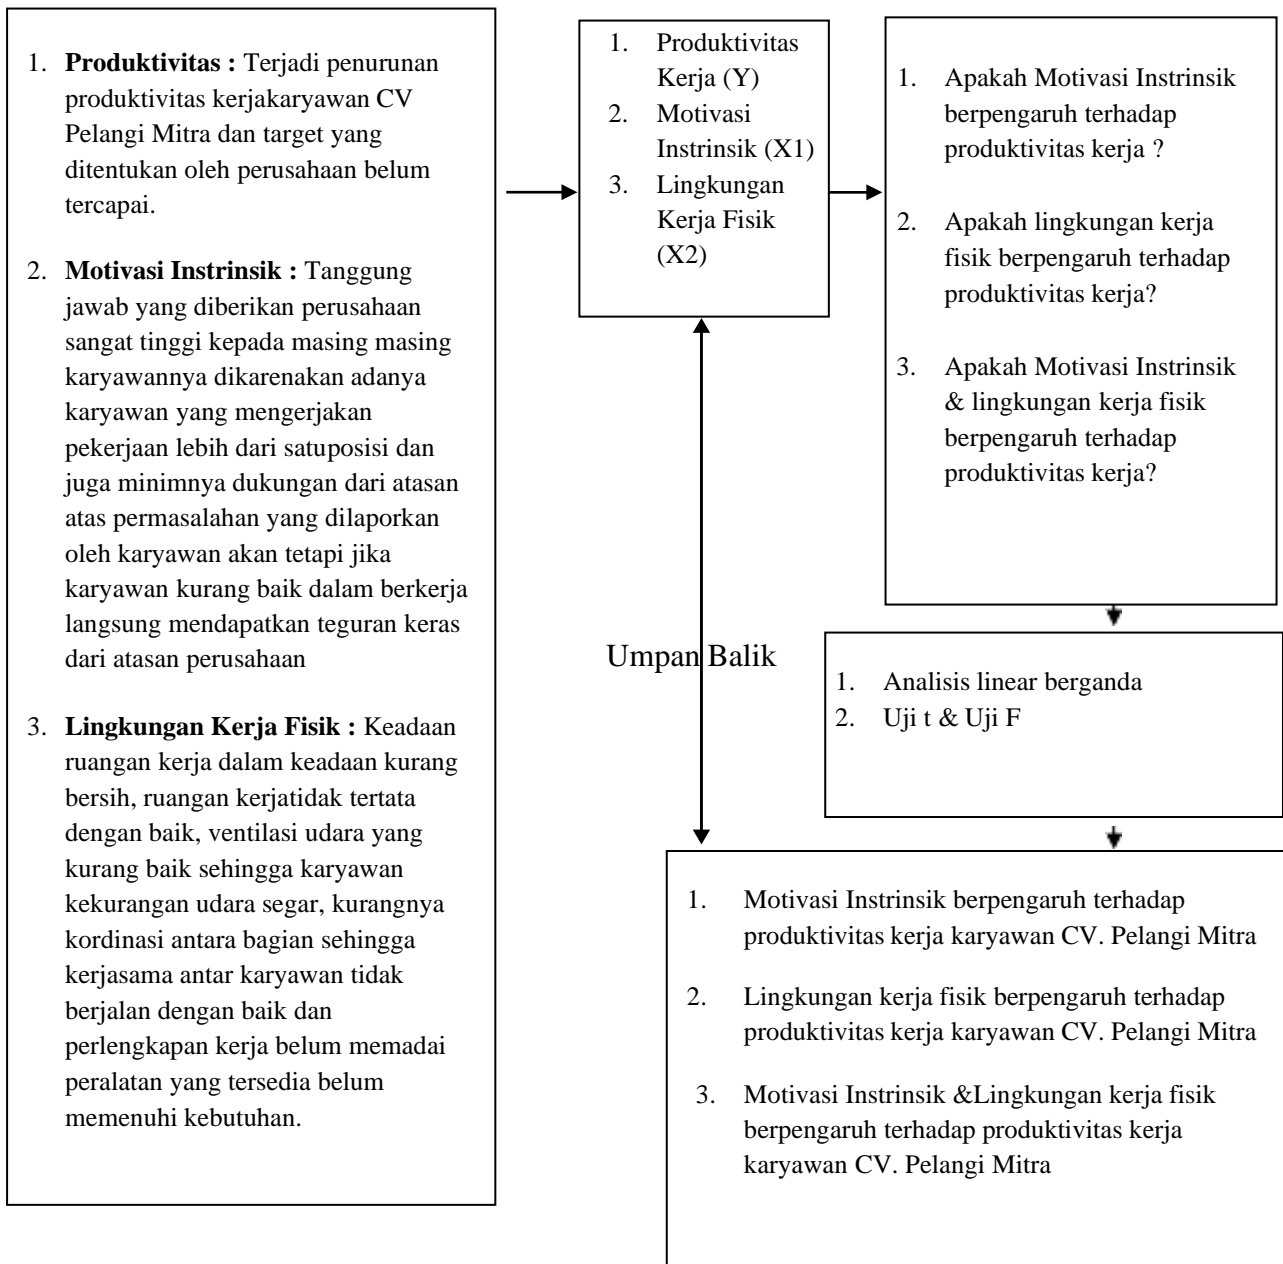 1. Produktivitas : Terjadi penurunan
produktivitas kerjakaryawan CV
Pelangi Mitra dan target yang
ditentukan oleh perusahaan belum
tercapai.
2. Motivasi Instrinsik : Tanggung
jawab yang diberikan perusahaan
sangat tinggi kepada masing masing
karyawannya dikarenakan adanya
karyawan yang mengerjakan
pekerjaan lebih dari satuposisi dan
juga minimnya dukungan dari atasan
atas permasalahan yang dilaporkan
oleh karyawan akan tetapi jika
karyawan kurang baik dalam berkerja
langsung mendapatkan teguran keras
dari atasan perusahaan
3. Lingkungan Kerja Fisik : Keadaan
ruangan kerja dalam keadaan kurang
bersih, ruangan kerjatidak tertata
dengan baik, ventilasi udara yang
kurang baik sehingga karyawan
kekurangan udara segar, kurangnya
kordinasi antara bagian sehingga
kerjasama antar karyawan tidak
berjalan dengan baik dan
perlengkapan kerja belum memadai
peralatan yang tersedia belum
memenuhi kebutuhan.
1. Produktivitas
Kerja (Y)
2. Motivasi
Instrinsik (X1)
3. Lingkungan
Kerja Fisik
(X2)
1. Apakah Motivasi Instrinsik
berpengaruh terhadap
produktivitas kerja ?
2. Apakah lingkungan kerja
fisik berpengaruh terhadap
produktivitas kerja?
3. Apakah Motivasi Instrinsik
& lingkungan kerja fisik
berpengaruh terhadap
produktivitas kerja?
Umpan Balik
1. Analisis linear berganda
2. Uji t & Uji F
1. Motivasi Instrinsik berpengaruh terhadap
produktivitas kerja karyawan CV. Pelangi Mitra
2. Lingkungan kerja fisik berpengaruh terhadap
produktivitas kerja karyawan CV. Pelangi Mitra
3. Motivasi Instrinsik &Lingkungan kerja fisik
berpengaruh terhadap produktivitas kerja
karyawan CV. Pelangi Mitra